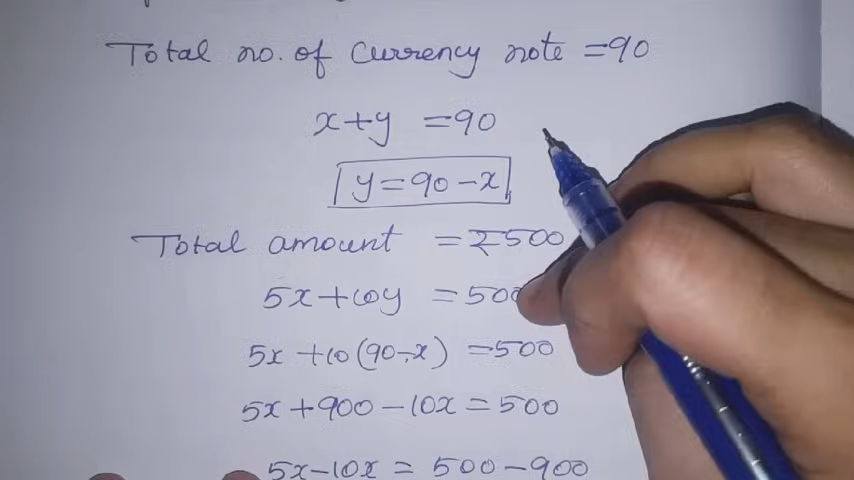 Total no. of currency note = 90
x+y = 90
y = 90 - x
Total amount = ₹500
5x+10y = 500
5x +10(90-x) = 500
5x + 900 - 10x = 500
5x - 10x = 500 - 900